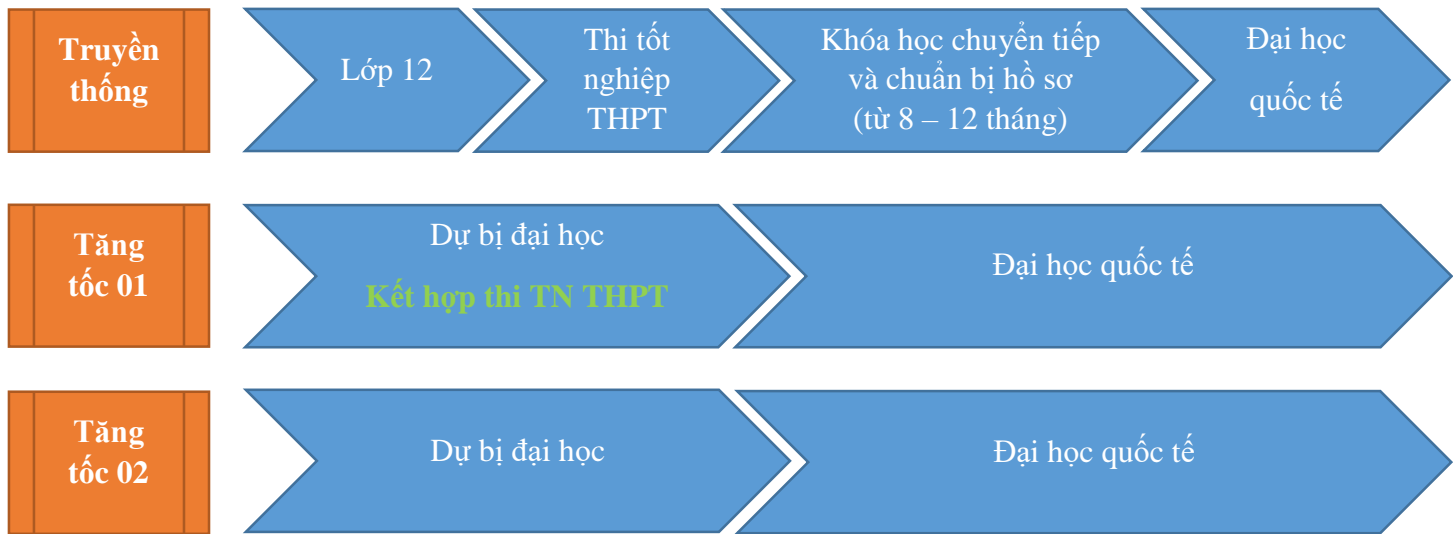 Truyền
thống
Lớp 12
Thi tốt
nghiệp
THPT
Khóa học chuyển tiếp
và chuẩn bị hồ sơ
(từ 8 – 12 tháng)
Đại học
quốc tế
Tăng
tốc 01
Dự bị đại học
Kết hợp thi TN THPT
Đại học quốc tế
Tăng
tốc 02
Dự bị đại học
Đại học quốc tế